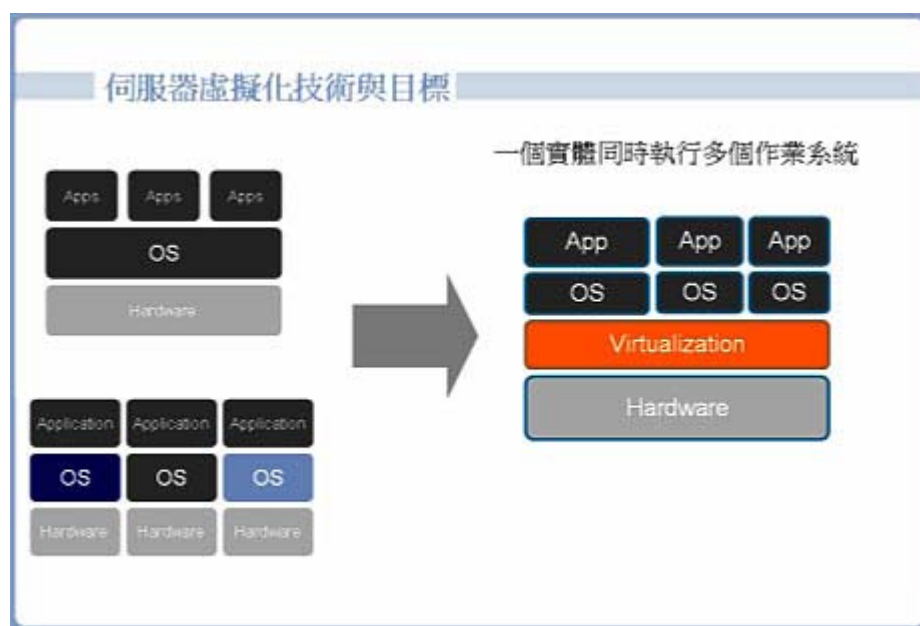 伺服器虛擬化技術與目標
一個實體同時執行多個作業系統
Apps Apps Apps
OS
Hardware
Application Application Application
OS OS OS
Hardware Hardware Hardware
App App App
OS OS OS
Virtualization
Hardware